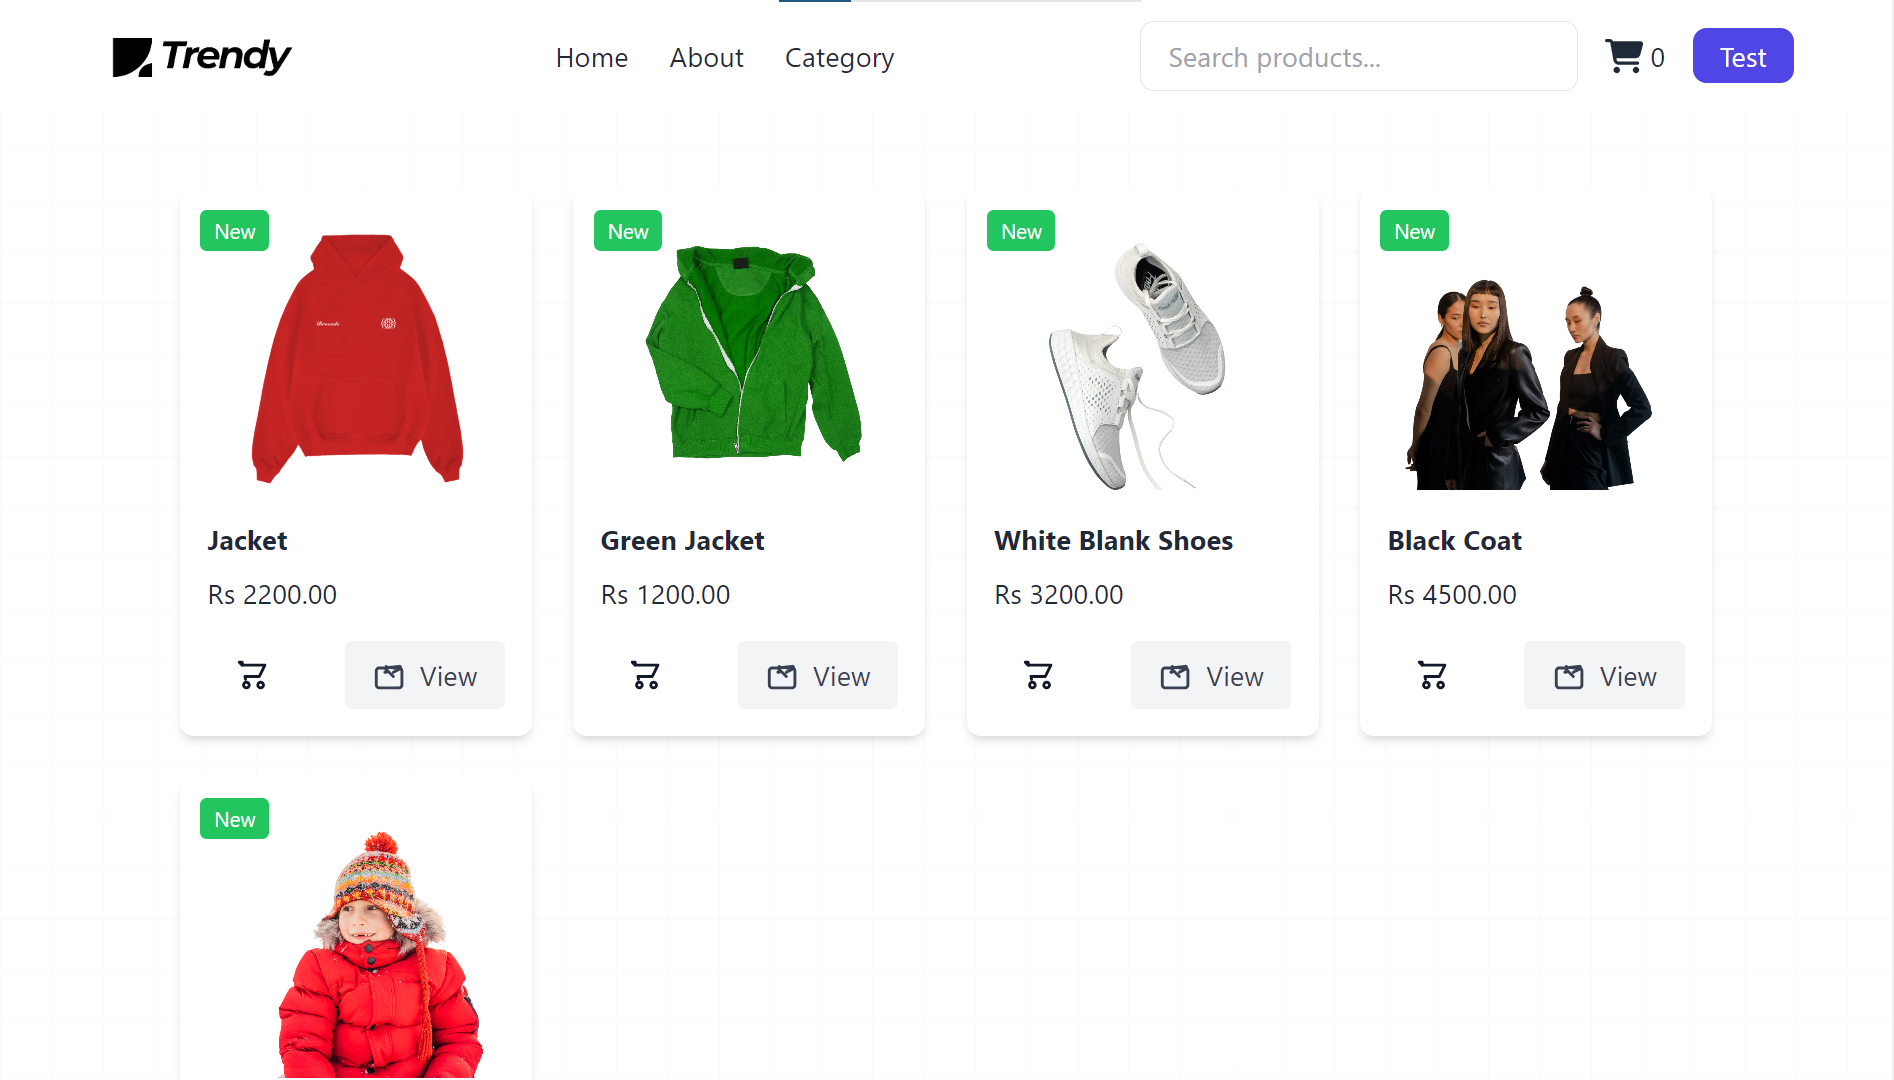 Trendy
Home About Category
Search products...
0
Test
New
New
New
New
Jacket
Green Jacket
White Blank Shoes
Black Coat
Rs 2200.00
Rs 1200.00
Rs 3200.00
Rs 4500.00
View
View
View
View
New